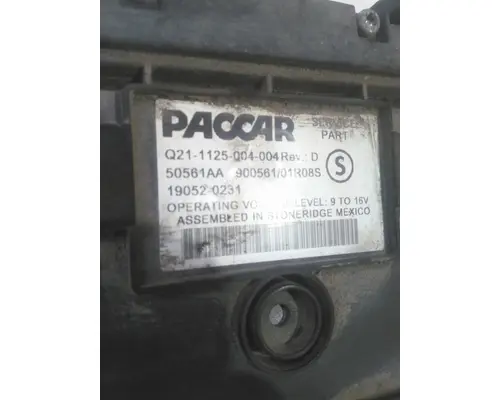 PACCAR SERVICE
PART
Q21-1125-004-004 Rev.: D
S
50561AA 900561/01R08S
19052 0231
OPERATING LEVEL: 9 TO 16V
ASSEMBLED IN STONERIDGE MEXICO